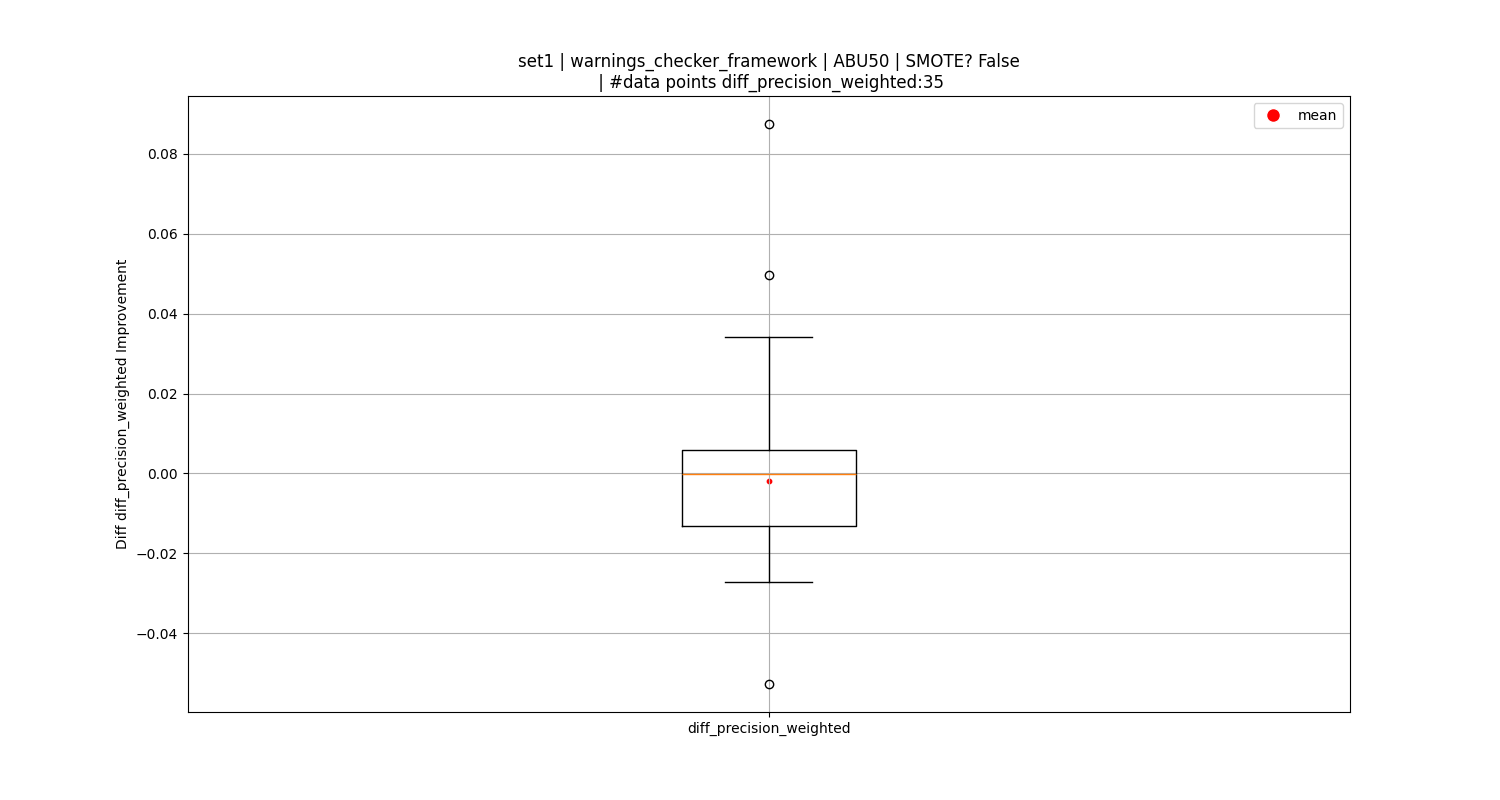 set1 | warnings_checker_framework | ABU50 | SMOTE? False
| #data points diff_precision_weighted:35
mean
0.08
0.06
0.04
0.02
0.00
−0.02
−0.04
Diff diff_precision_weighted Improvement
diff_precision_weighted